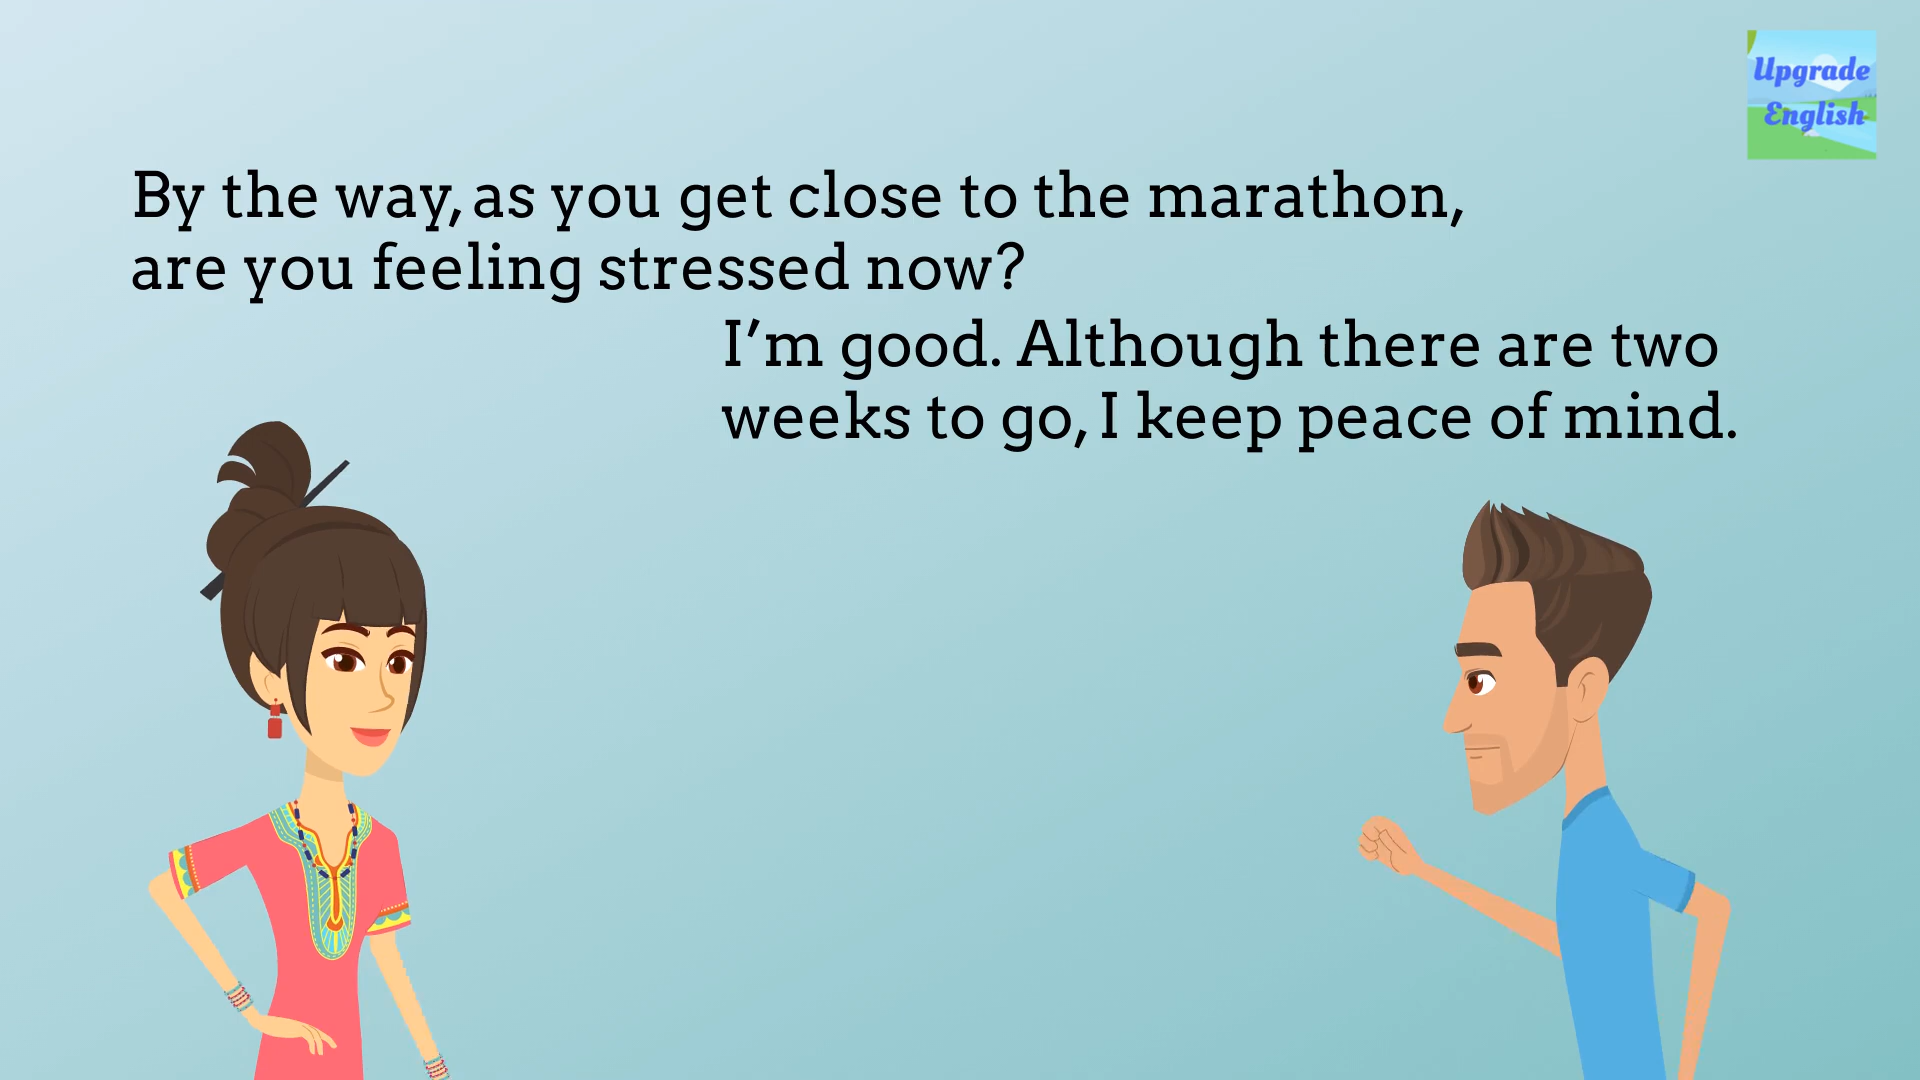 Upgrade
English
By the way, as you get close to the marathon,
are you feeling stressed now?
I’m good. Although there are two
weeks to go, I keep peace of mind.